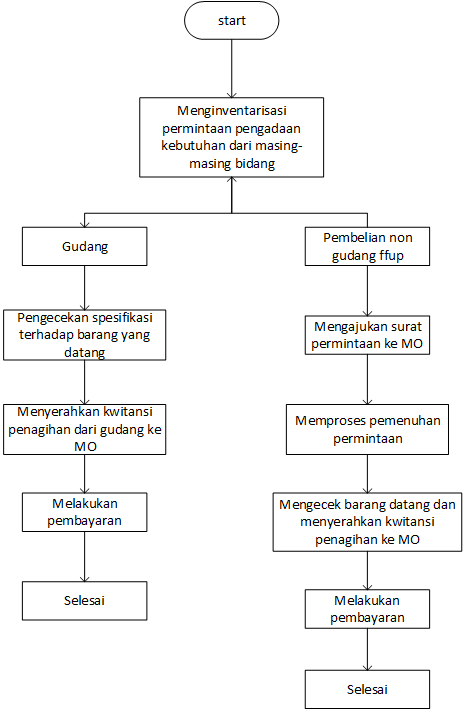 start
Menginventarisasi
permintaan pengadaan
kebutuhan dari masing-
masing bidang
Gudang
Pengecekan spesifikasi
terhadap barang yang
datang
Menyerahkan kwitansi
penagihan dari gudang ke
MO
Melakukan
pembayaran
Selesai
Pembelian non
gudang ffup
Mengajukan surat
permintaan ke MO
Memproses pemenuhan
permintaan
Mengecek barang datang dan
menyerahkan kwitansi
penagihan ke MO
Melakukan
pembayaran
Selesai